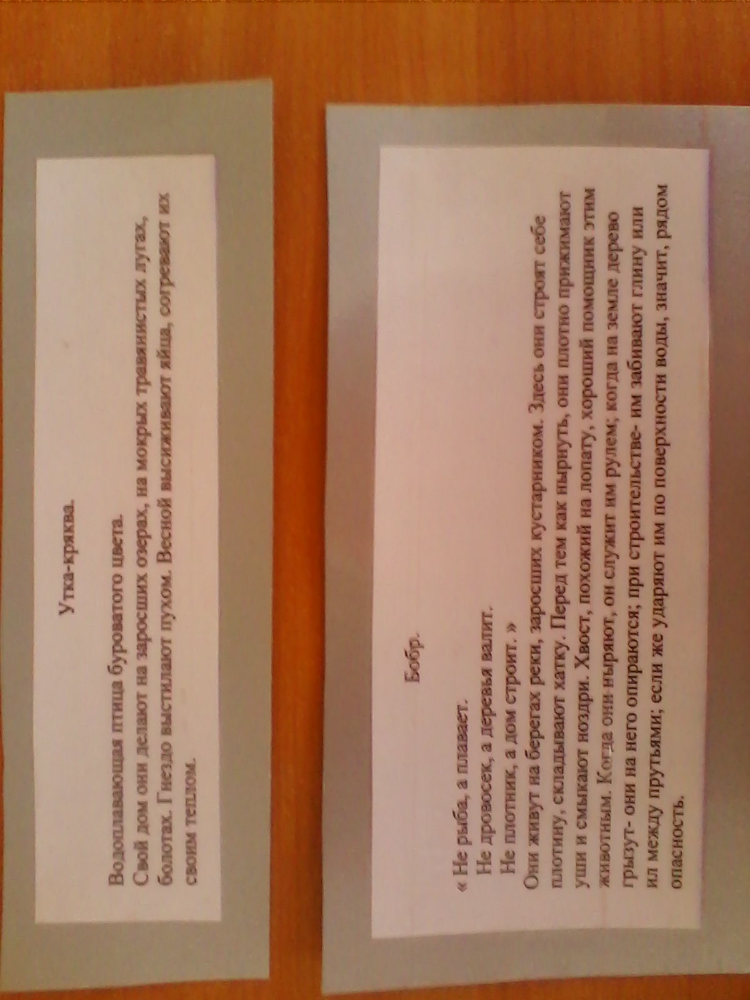 Утка-кряква.
Водоплавающая птица буроватого цвета.
Свой дом они делают на заросших озерах, на мокрых травянистых лугах,
болотах. Гнездо выстилают пухом. Весной высиживают яйца, согревают их
своим теплом.
Бобр.
« Не рыба, а плавает.
Не дровосек, а деревья валит.
Не плотник, а дом строит. »
Они живут на берегах реки, заросших кустарником. Здесь они строят себе
плотину, складывают хатку. Перед тем как нырнуть, они плотно прижимают
уши и смыкают ноздри. Хвост, похожий на лопату, хороший помощник этим
животным. Когда они ныряют, он служит им рулем; когда на земле дерево
грызут- они на него опираются; при строительстве- им забивают глину или
ил между прутьями; если же ударяют им по поверхности воды, значит, рядом
опасность.